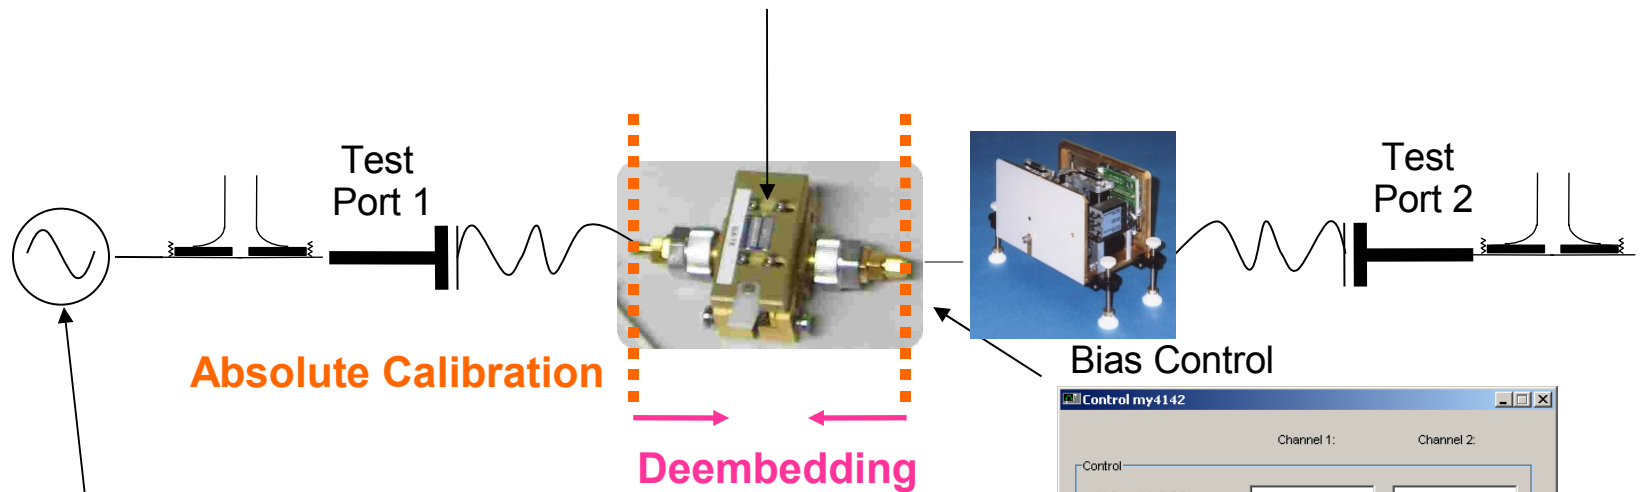 Test
Port 1
Test
Port 2
Absolute Calibration
Deembedding
Bias Control
Control my4142
Channel 1:
Channel 2:
Control